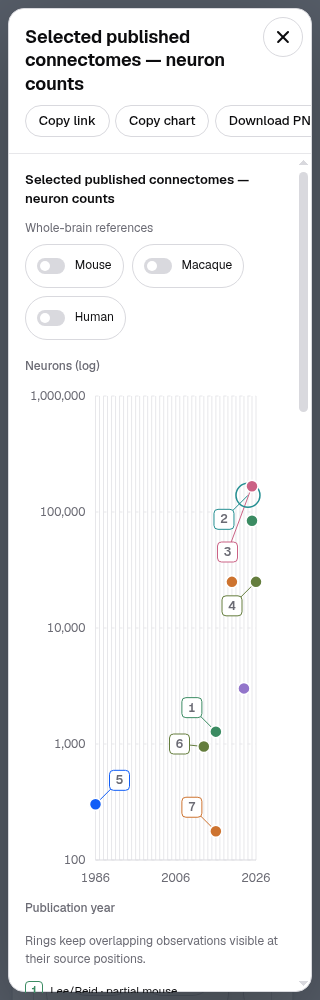 Selected published
connectomes — neuron
counts
Copy link
Copy chart
Download PN
Selected published connectomes —
neuron counts
Whole-brain references
Mouse
Macaque
Human
Neurons (log)
1,000,000
100,000
2
3
4
10,000
1
1,000
6
5
7
100
1986
2006
2026
Publication year
Rings keep overlapping observations visible at
their source positions.
1 Lee/Reid · partial mouse